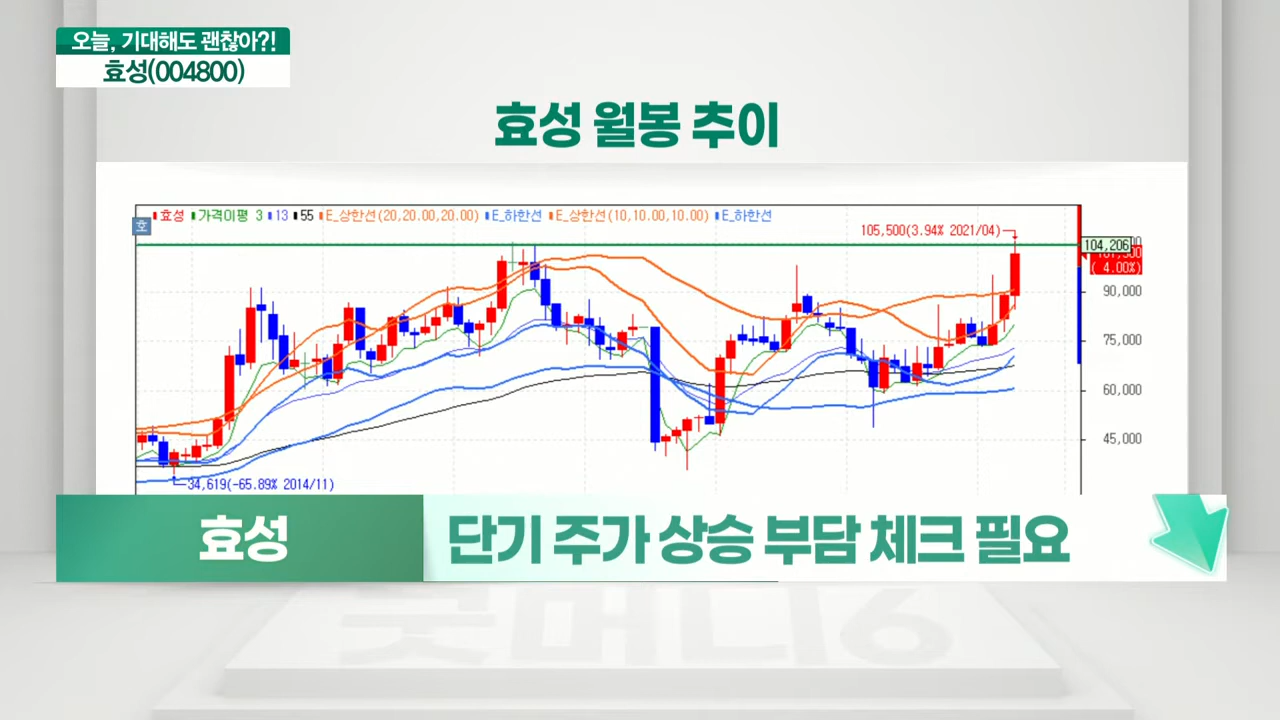 오늘, 기대해도 괜찮아?!
효성(004800)
효성 월봉 추이
효성 가격이평 3 13 55 E_상한선(20,20.00,20.00) E_하한선 E_상한선(10,10.00,10.00) E_하한선
호
105,500(3.94% 2021/04)
104,206
( 4.00%)
90,000
75,000
60,000
45,000
34,619(-65.89% 2014/11)
효성
단기 주가 상승 부담 체크 필요
굿머니6